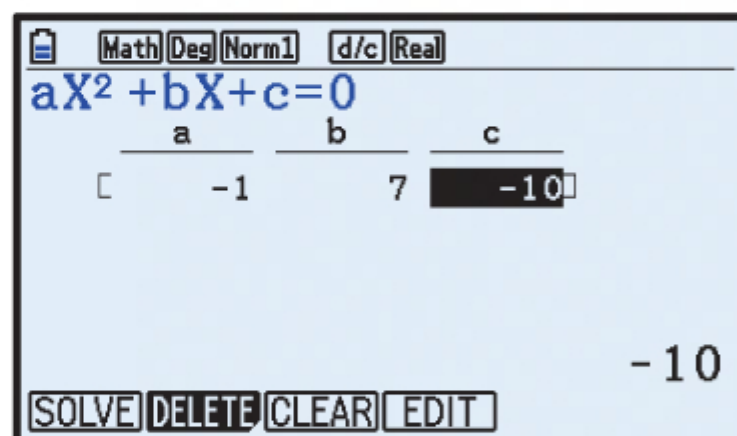 Math Deg Norm1 d/c Real
aX² +bX+c=0
a b c
[ -1 7 -10 ]
-10
SOLVE DELETE CLEAR EDIT